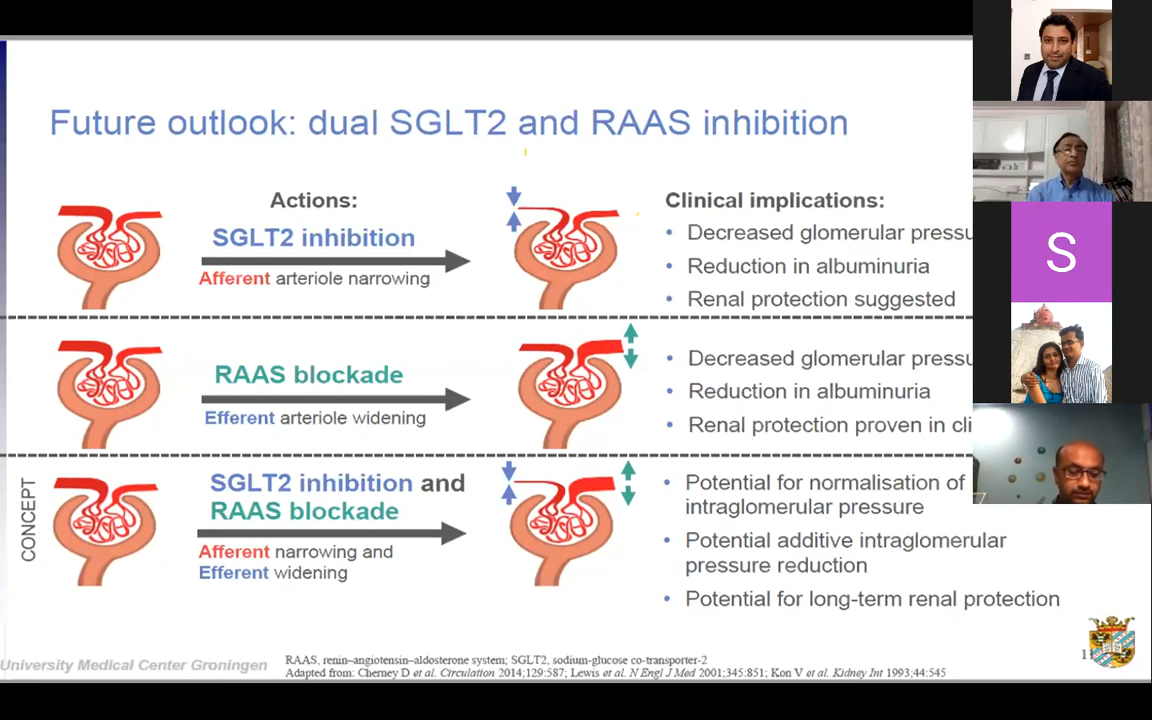 Future outlook: dual SGLT2 and RAAS inhibition
Actions:
Clinical implications:
SGLT2 inhibition
Afferent arteriole narrowing
• Decreased glomerular
• Reduction in albuminuria
• Renal protection suggested
RAAS blockade
Efferent arteriole widening
• Decreased glomerular
• Reduction in albuminuria
• Renal protection proven in
CONCEPT
SGLT2 inhibition and
RAAS blockade
Afferent narrowing and
Efferent widening
• Potential for normalisation of
intraglomerular pressure
• Potential additive intraglomerular
pressure reduction
• Potential for long-term renal protection
S
University Medical Center Groningen
RAAS, renin–angiotensin–aldosterone system; SGLT2, sodium-glucose co-transporter-2
Adapted from: Cherney D et al. Circulation 2014;129:587; Lewis et al. N Engl J Med 2001;345:851; Kon V et al. Kidney Int 1993;44:545